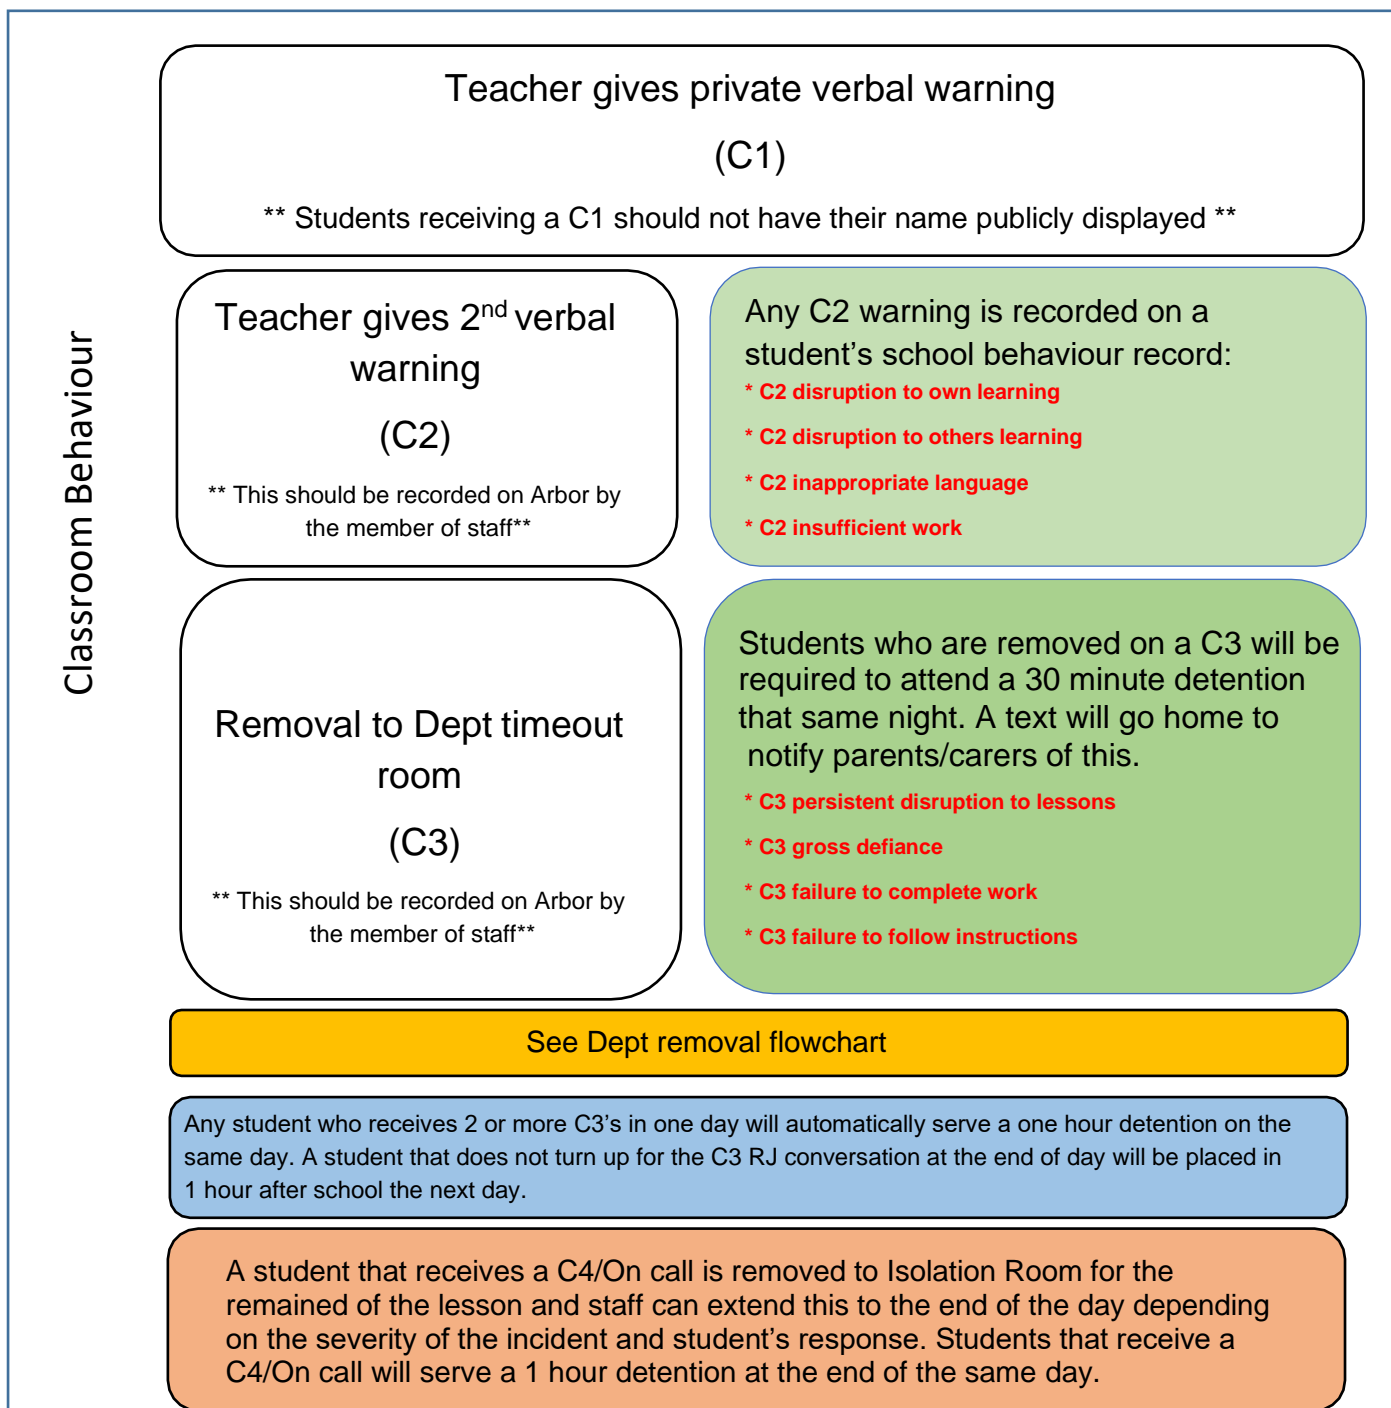 Classroom Behaviour
Teacher gives private verbal warning
(C1)
** Students receiving a C1 should not have their name publicly displayed **
Teacher gives 2nd verbal
warning
(C2)
** This should be recorded on Arbor by
the member of staff**
Any C2 warning is recorded on a
student’s school behaviour record:
* C2 disruption to own learning
* C2 disruption to others learning
* C2 inappropriate language
* C2 insufficient work
Removal to Dept timeout
room
(C3)
** This should be recorded on Arbor by
the member of staff**
Students who are removed on a C3 will be
required to attend a 30 minute detention
that same night. A text will go home to
notify parents/carers of this.
* C3 persistent disruption to lessons
* C3 gross defiance
* C3 failure to complete work
* C3 failure to follow instructions
See Dept removal flowchart
Any student who receives 2 or more C3’s in one day will automatically serve a one hour detention on the
same day. A student that does not turn up for the C3 RJ conversation at the end of day will be placed in
1 hour after school the next day.
A student that receives a C4/On call is removed to Isolation Room for the
remained of the lesson and staff can extend this to the end of the day depending
on the severity of the incident and student’s response. Students that receive a
C4/On call will serve a 1 hour detention at the end of the same day.